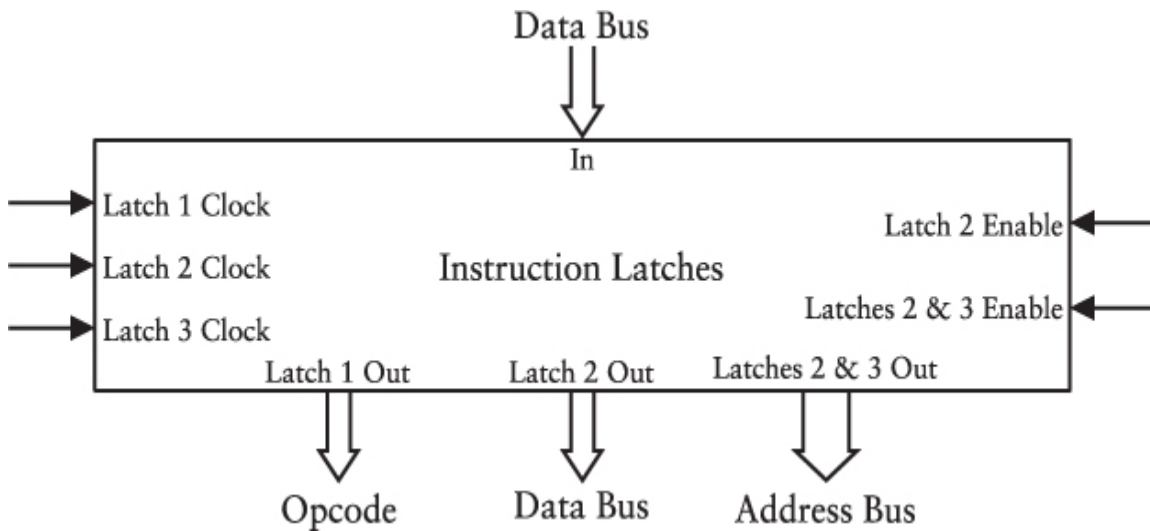 Data Bus
In
Latch 1 Clock
Latch 2 Enable
Latch 2 Clock
Instruction Latches
Latches 2 & 3 Enable
Latch 3 Clock
Latch 1 Out
Latch 2 Out
Latches 2 & 3 Out
Opcode
Data Bus
Address Bus